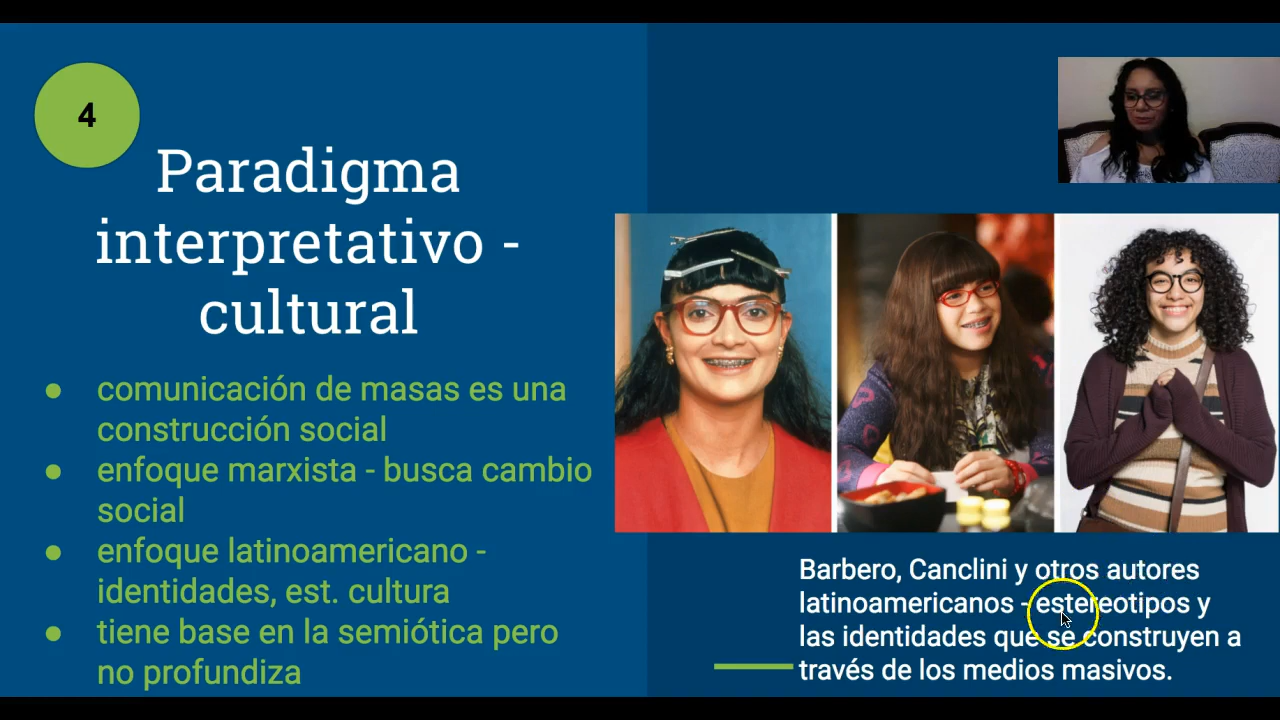 4
Paradigma
interpretativo -
cultural
comunicación de masas es una
construcción social
enfoque marxista - busca cambio
social
enfoque latinoamericano -
identidades, est. cultura
tiene base en la semiótica pero
no profundiza
Barbero, Canclini y otros autores
latinoamericanos - estereotipos y
las identidades que se construyen a
través de los medios masivos.